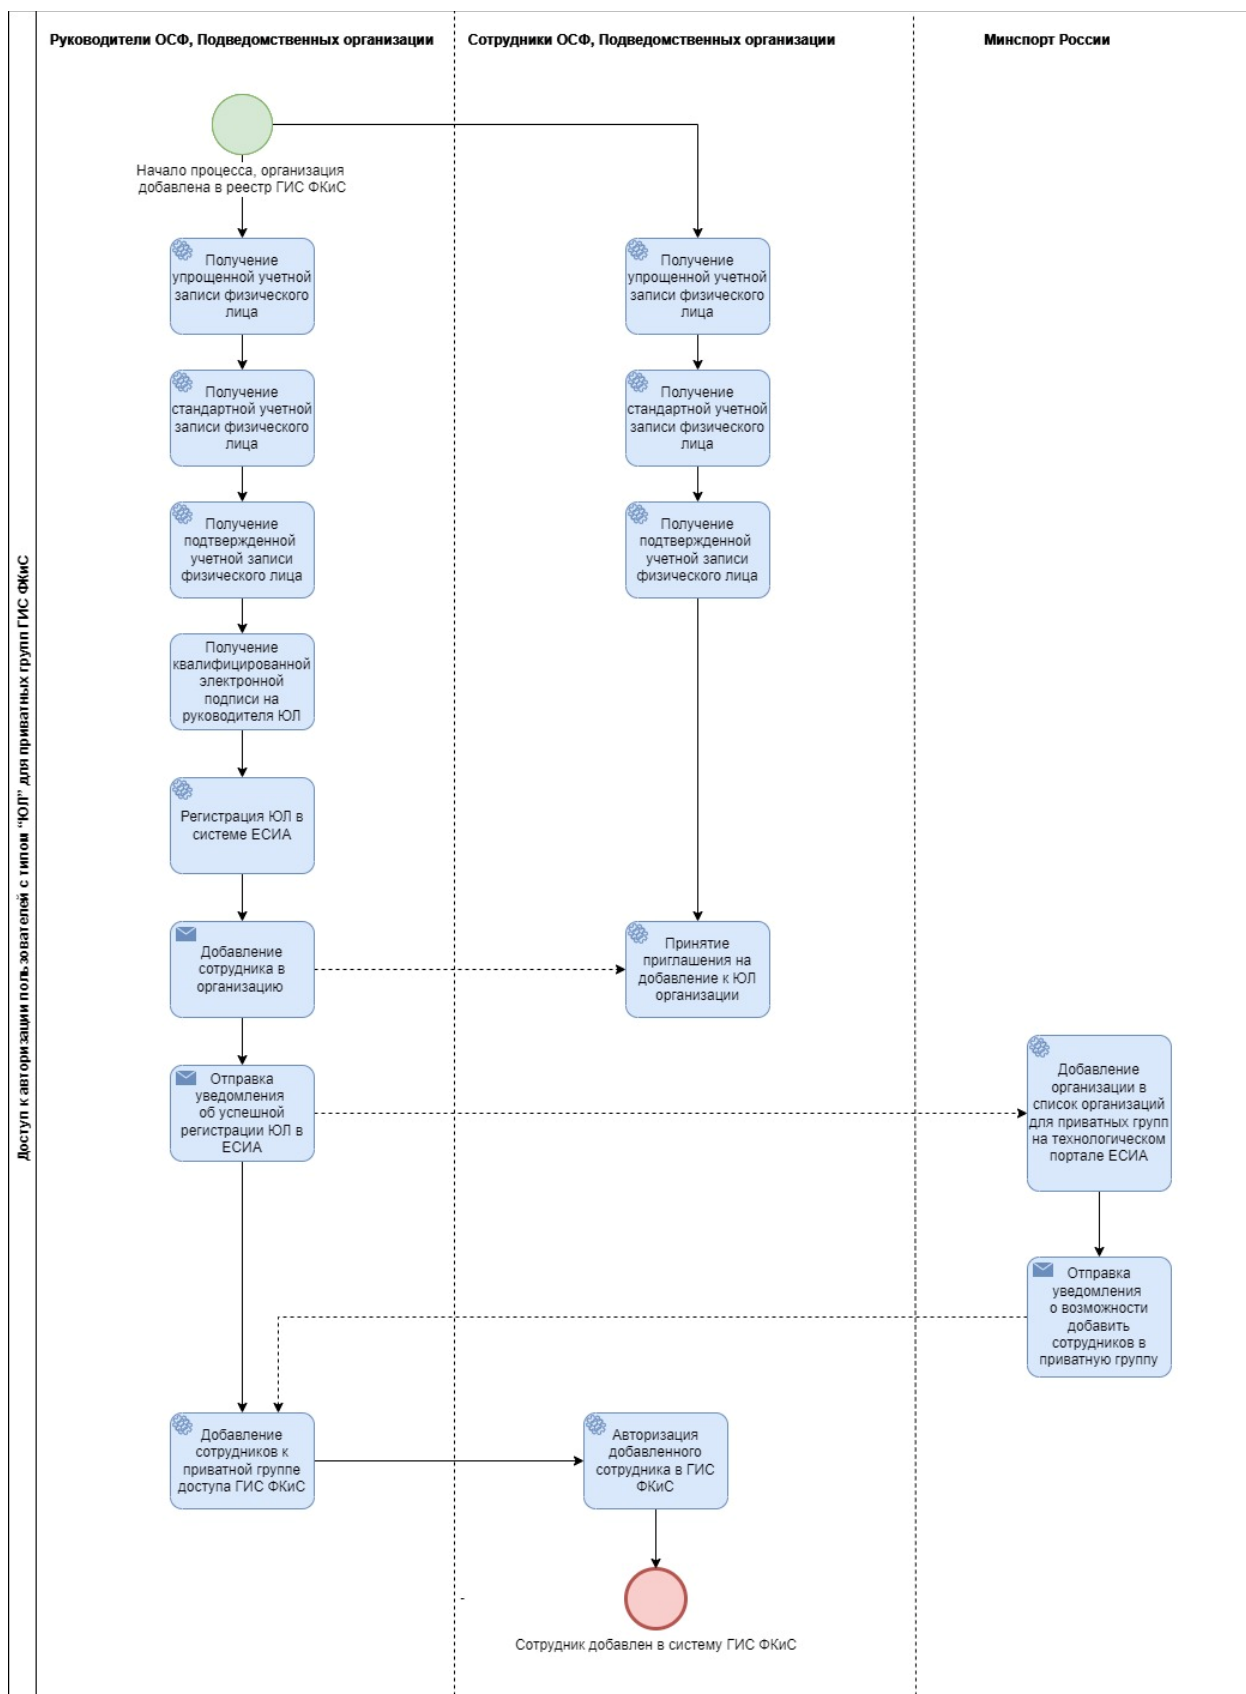 Доступ к авторизации пользователей с типом "ЮЛ" для приватных групп ГИС ФКиС
Руководители ОСФ, Подведомственных организации
Сотрудники ОСФ, Подведомственных организации
Минспорт России
Начало процесса, организация
добавлена в реестр ГИС ФКиС
Получение
упрощенной учетной
записи физического
лица
Получение
упрощенной учетной
записи физического
лица
Получение
стандартной учетной
записи физического
лица
Получение
стандартной учетной
записи физического
лица
Получение
подтвержденной
учетной записи
физического лица
Получение
подтвержденной
учетной записи
физического лица
Получение
квалифицированной
электронной
подписи на
руководителя ЮЛ
Регистрация ЮЛ в
системе ЕСИА
Добавление
сотрудника в
организацию
Принятие
приглашения на
добавление к ЮЛ
организации
Отправка
уведомления
об успешной
регистрации ЮЛ в
ЕСИА
Добавление
организации в
список организаций
для приватных групп
на технологическом
портале ЕСИА
Отправка
уведомления
о возможности
добавить
сотрудников в
приватную группу
Добавление
сотрудников к
приватной группе
доступа ГИС ФКиС
Авторизация
добавленного
сотрудника в ГИС
ФКиС
-
Сотрудник добавлен в систему ГИС ФКиС